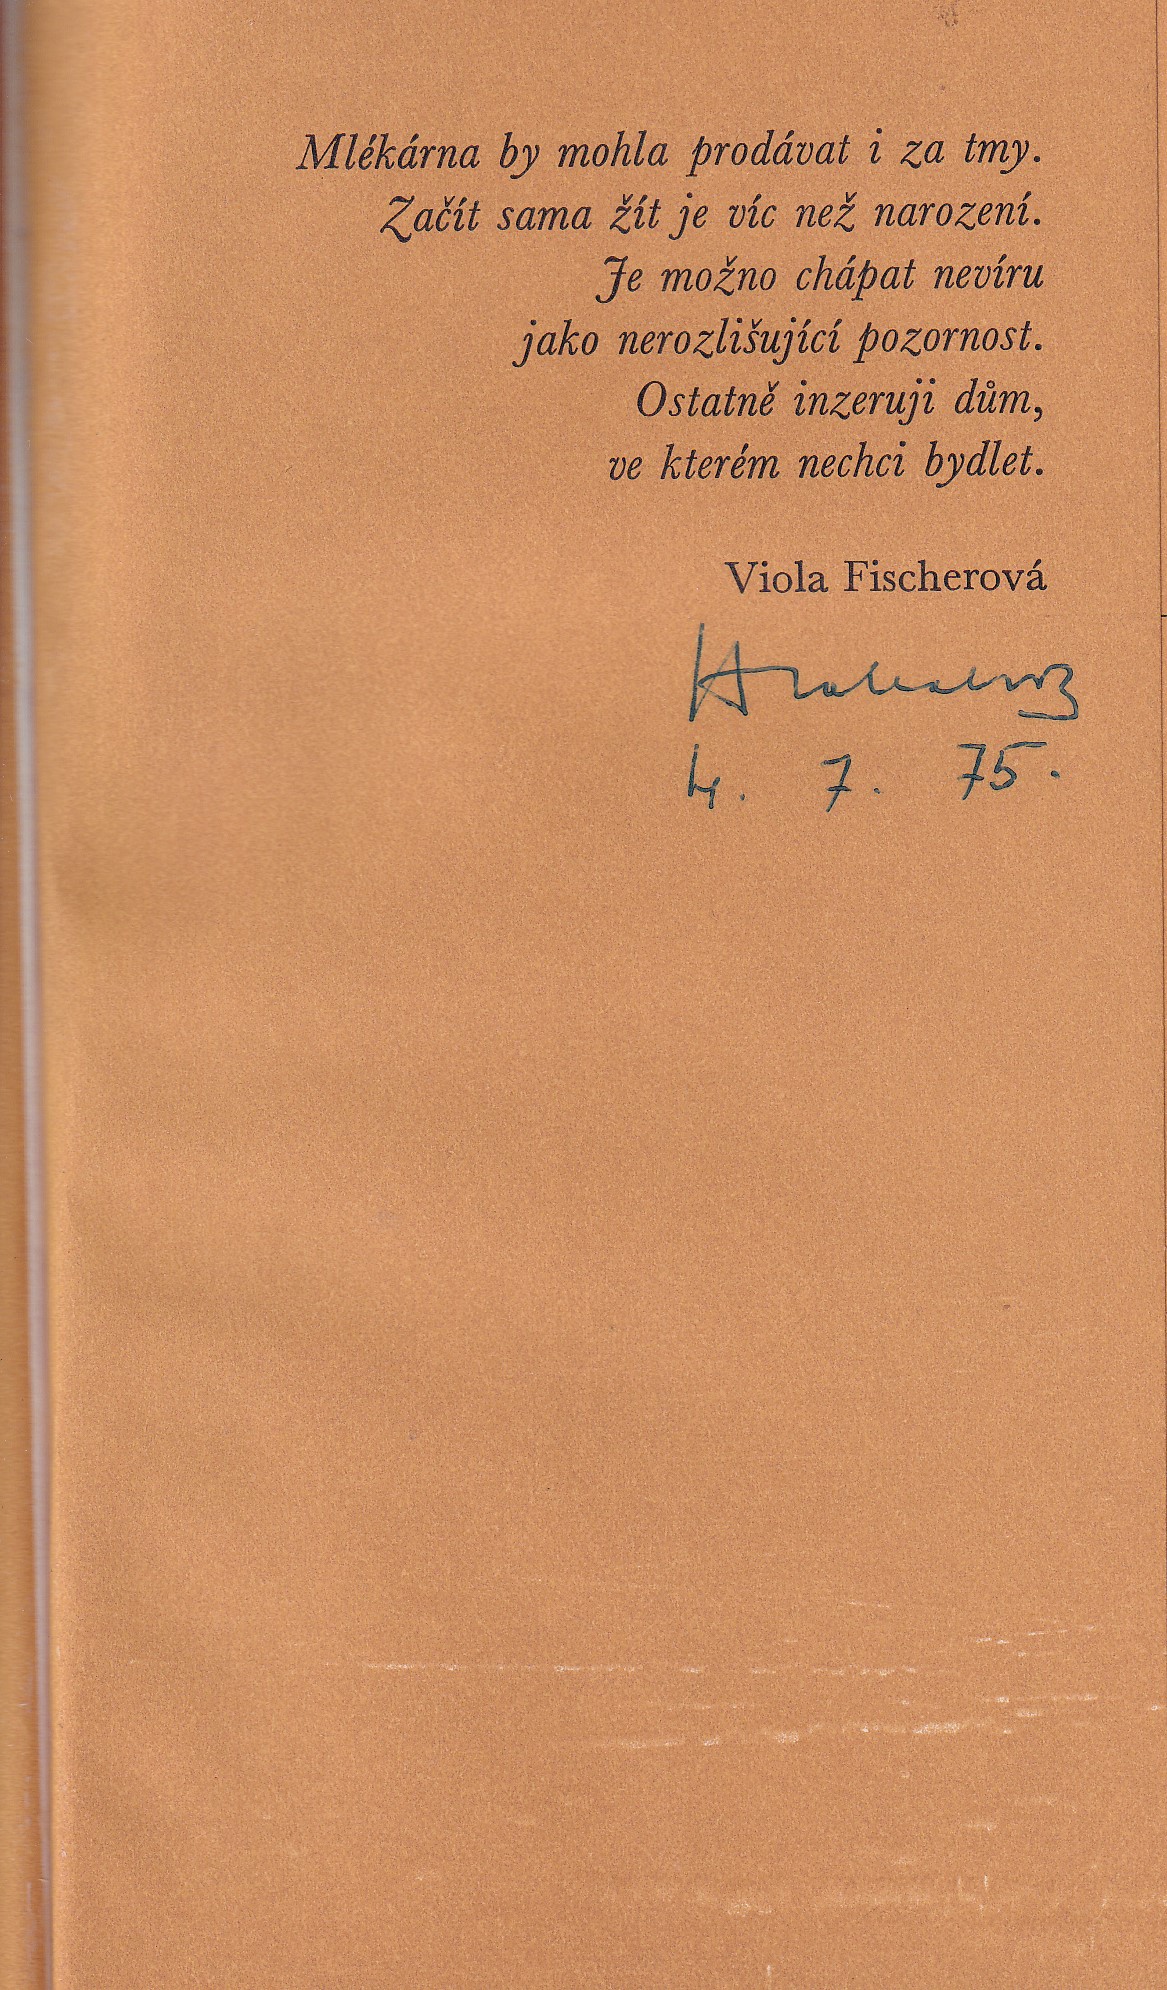 Mlékárna by mohla prodávat i za tmy.
Začít sama žít je víc než narození.
Je možno chápat nevíru
jako nerozlišující pozornost.
Ostatně inzeruji dům,
ve kterém nechci bydlet.
Viola Fischerová
4. 7. 75.